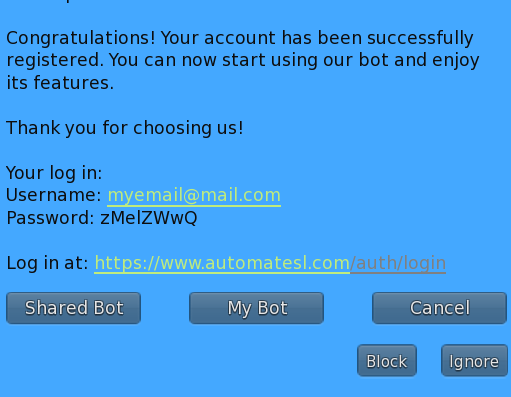 Congratulations! Your account has been successfully
registered. You can now start using our bot and enjoy
its features.
Thank you for choosing us!
Your log in:
Username: myemail@mail.com
Password: zMelZWwQ
Log in at: https://www.automatesl.com/auth/login
Shared Bot My Bot Cancel
Block Ignore